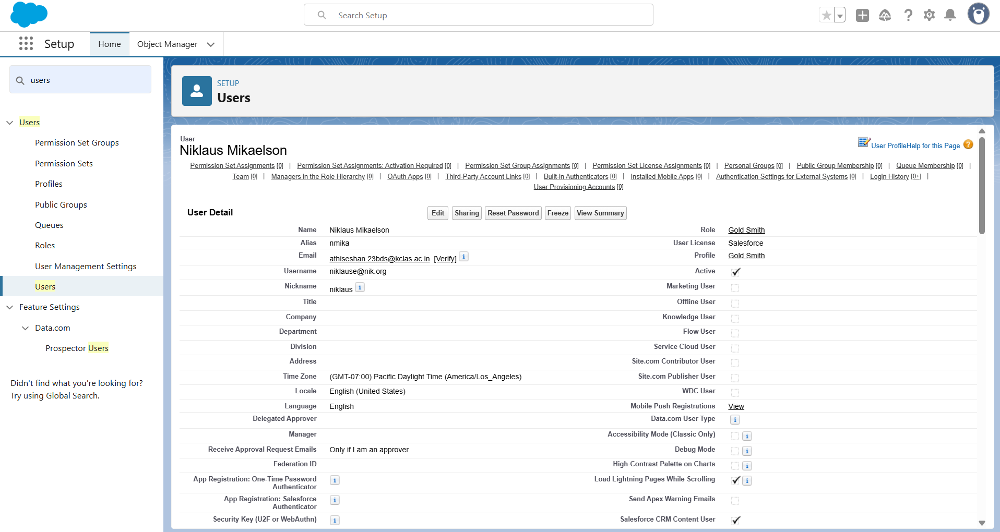 Search Setup
Setup
Home
Object Manager
users
Users
Permission Set Groups
Permission Sets
Profiles
Public Groups
Queues
Roles
User Management Settings
Users
Feature Settings
Data.com
Prospector Users
Didn't find what you're looking for?
Try using Global Search.
SETUP
Users
User
Niklaus Mikaelson
User Profile Help for this Page ?
Permission Set Assignments [0] | Permission Set Assignments: Activation Required [0] | Permission Set Group Assignments [0] | Permission Set License Assignments [0] | Personal Groups [0] | Public Group Membership [0] | Queue Membership [0] |
Team [0] | Managers in the Role Hierarchy [0] | OAuth Apps [0] | Third-Party Account Links [0] | Built-in Authenticators [0] | Installed Mobile Apps [0] | Authentication Settings for External Systems [0] | Login History [0+] |
User Provisioning Accounts [0]
User Detail
Edit Sharing Reset Password Freeze View Summary
Name Niklaus Mikaelson Role Gold Smith
Alias nmika User License Salesforce
Email athiseshan.23bds@kclas.ac.in [Verify] i Profile Gold Smith
Username niklause@nik.org Active
Nickname niklaus i Marketing User
Title Offline User
Company Knowledge User
Department Flow User
Division Service Cloud User
Address Site.com Contributor User
Time Zone (GMT-07:00) Pacific Daylight Time (America/Los_Angeles) Site.com Publisher User
Locale English (United States) WDC User
Language English Mobile Push Registrations View
Delegated Approver Data.com User Type i
Manager Accessibility Mode (Classic Only) i
Receive Approval Request Emails Only if I am an approver Debug Mode i
Federation ID High-Contrast Palette on Charts i
App Registration: One-Time Password i Load Lightning Pages While Scrolling i
Authenticator
App Registration: Salesforce i Send Apex Warning Emails
Authenticator
Security Key (U2F or WebAuthn) i Salesforce CRM Content User